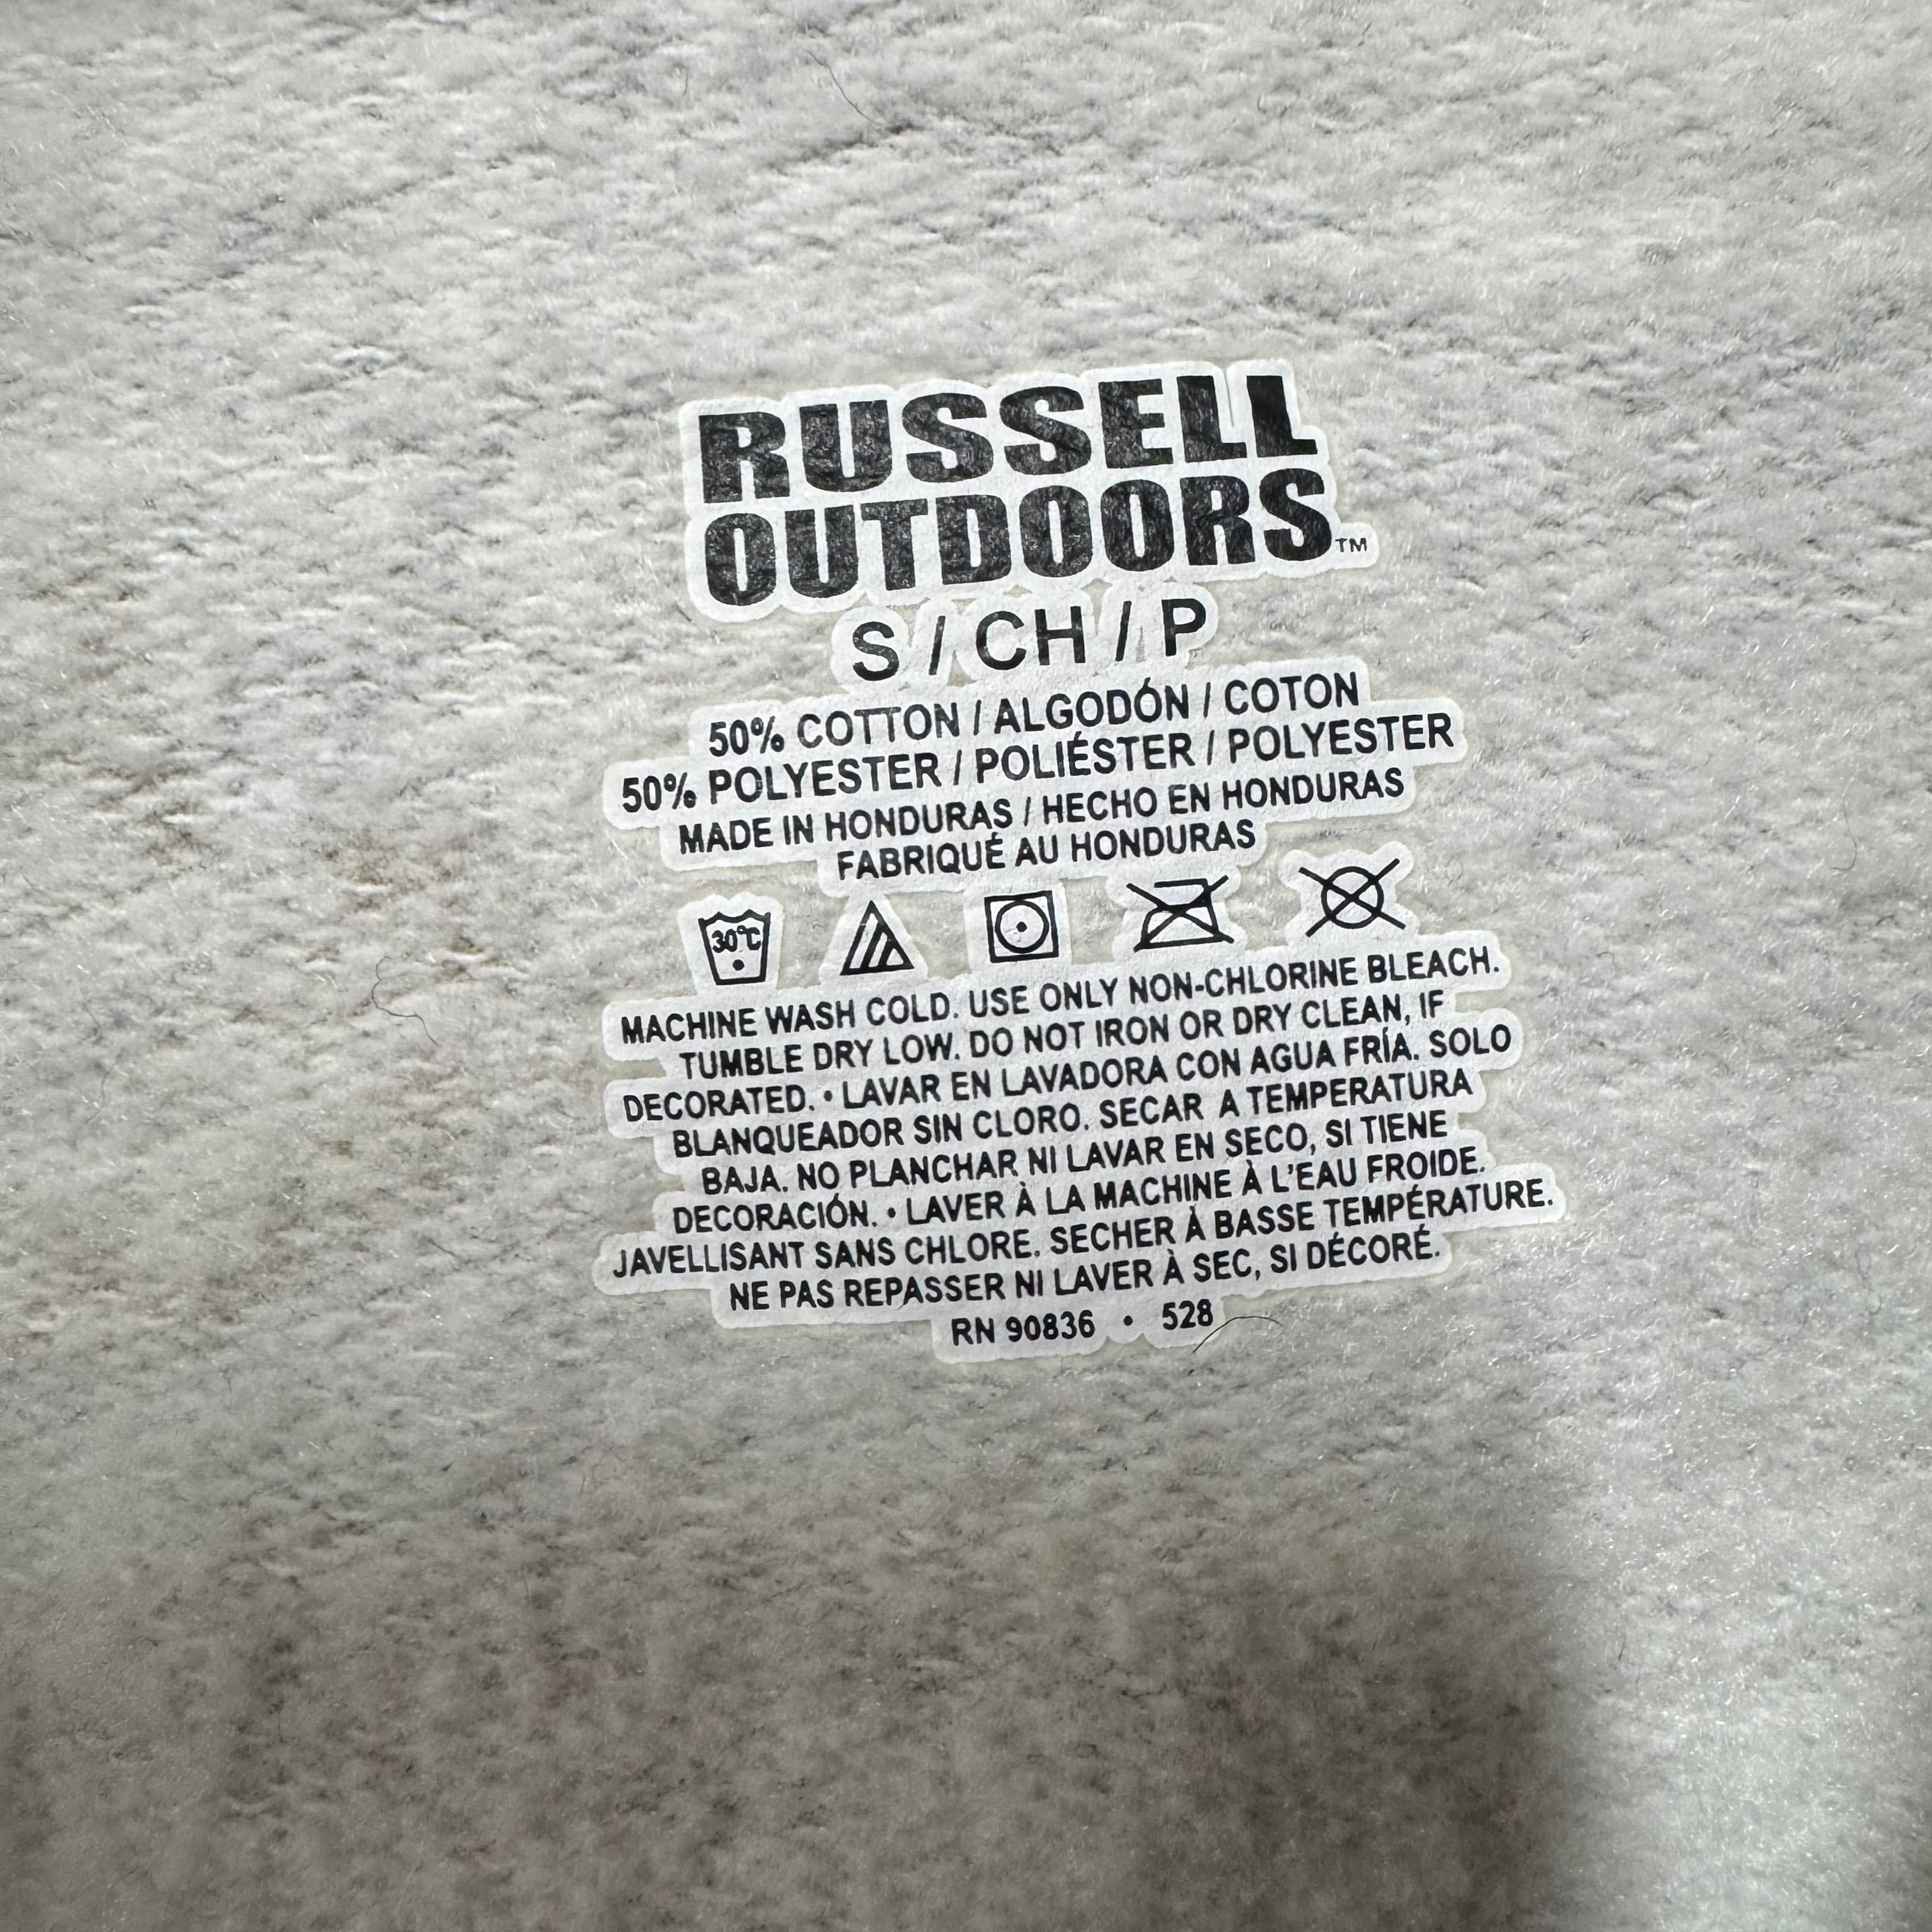 RUSSELL
OUTDOORS™
S / CH / P
50% COTTON / ALGODÓN / COTON
50% POLYESTER / POLIÉSTER / POLYESTER
MADE IN HONDURAS / HECHO EN HONDURAS
FABRIQUÉ AU HONDURAS
30°C
MACHINE WASH COLD. USE ONLY NON-CHLORINE BLEACH.
TUMBLE DRY LOW. DO NOT IRON OR DRY CLEAN, IF
DECORATED. • LAVAR EN LAVADORA CON AGUA FRÍA. SOLO
BLANQUEADOR SIN CLORO. SECAR A TEMPERATURA
BAJA. NO PLANCHAR NI LAVAR EN SECO, SI TIENE
DECORACIÓN. • LAVER À LA MACHINE À L'EAU FROIDE.
JAVELLISANT SANS CHLORE. SECHER À BASSE TEMPÉRATURE.
NE PAS REPASSER NI LAVER À SEC, SI DÉCORÉ.
RN 90836 • 528